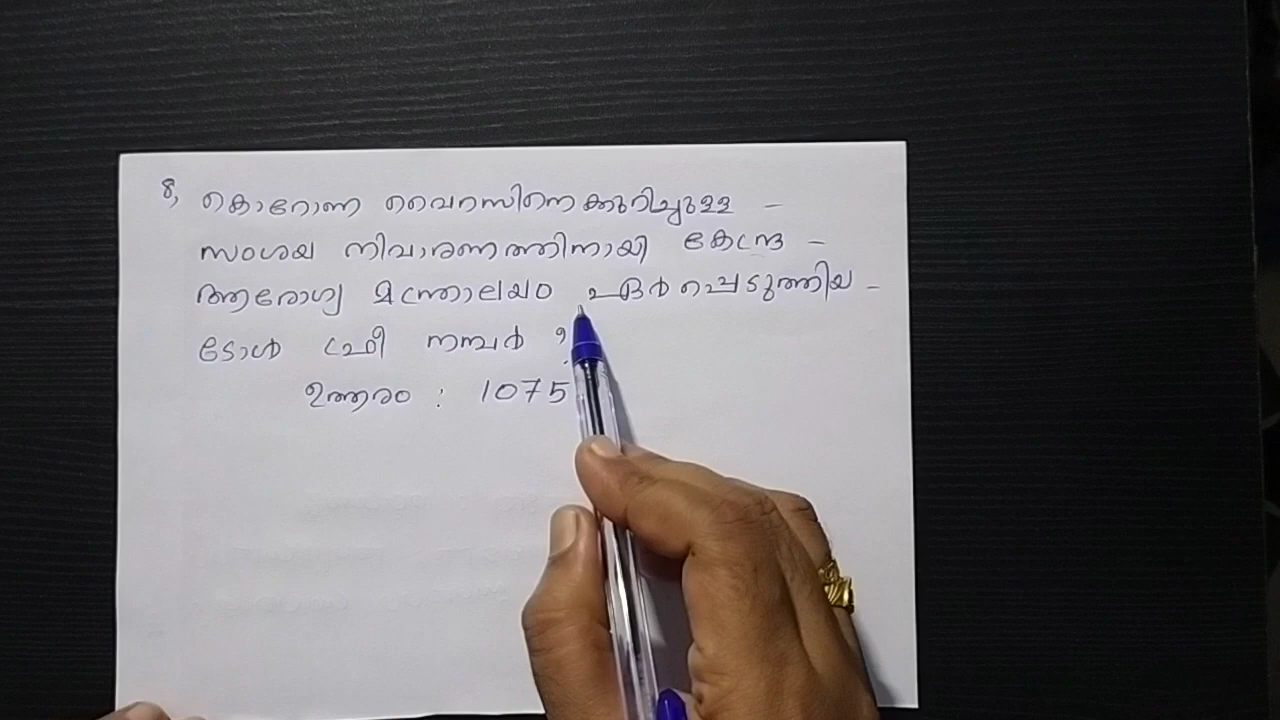 8, കൊറോണ വൈറസിനെക്കുറിച്ചുള്ള -
സംശയ നിവാരണത്തിനായി കേന്ദ്ര -
ആരോഗ്യ മന്ത്രാലയം ഏർപ്പെടുത്തിയ -
ടോൾ ഫ്രീ നമ്പർ ?
ഉത്തരം : 1075